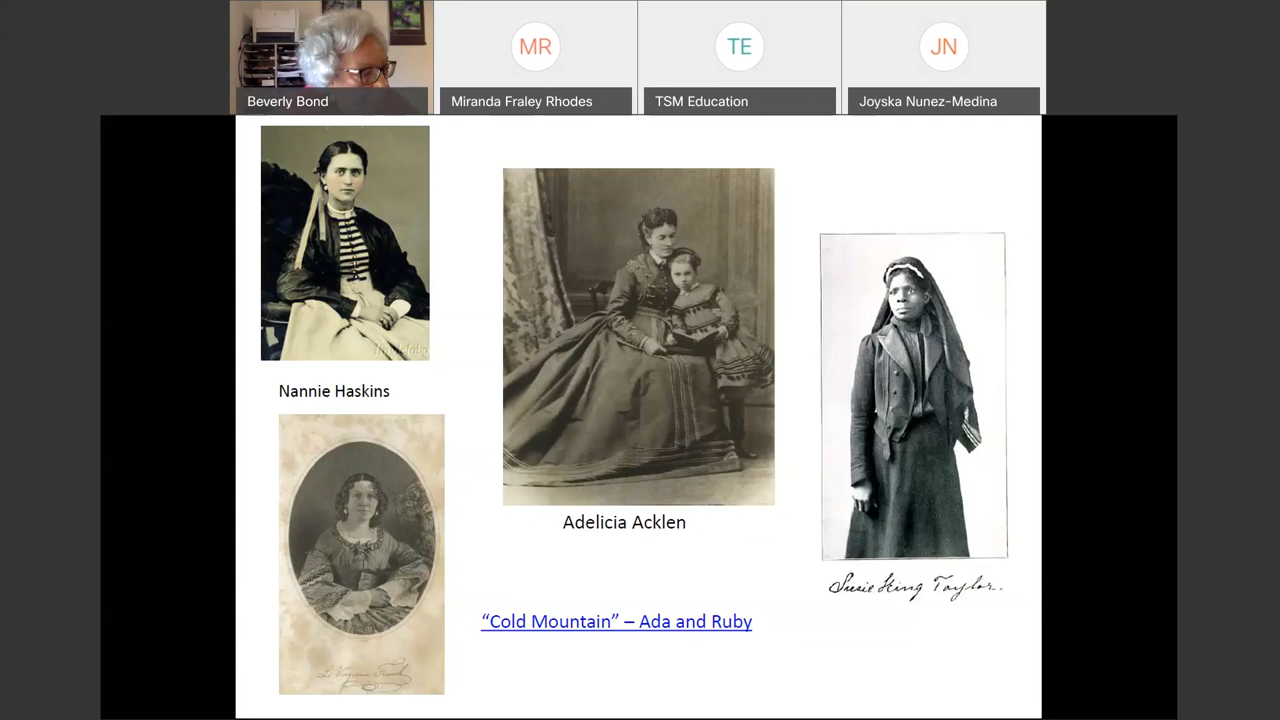 Beverly Bond
MR
Miranda Fraley Rhodes
TE
TSM Education
JN
Joyska Nunez-Medina
Nannie Haskins
Adelicia Acklen
Susie King Taylor.
"Cold Mountain" – Ada and Ruby